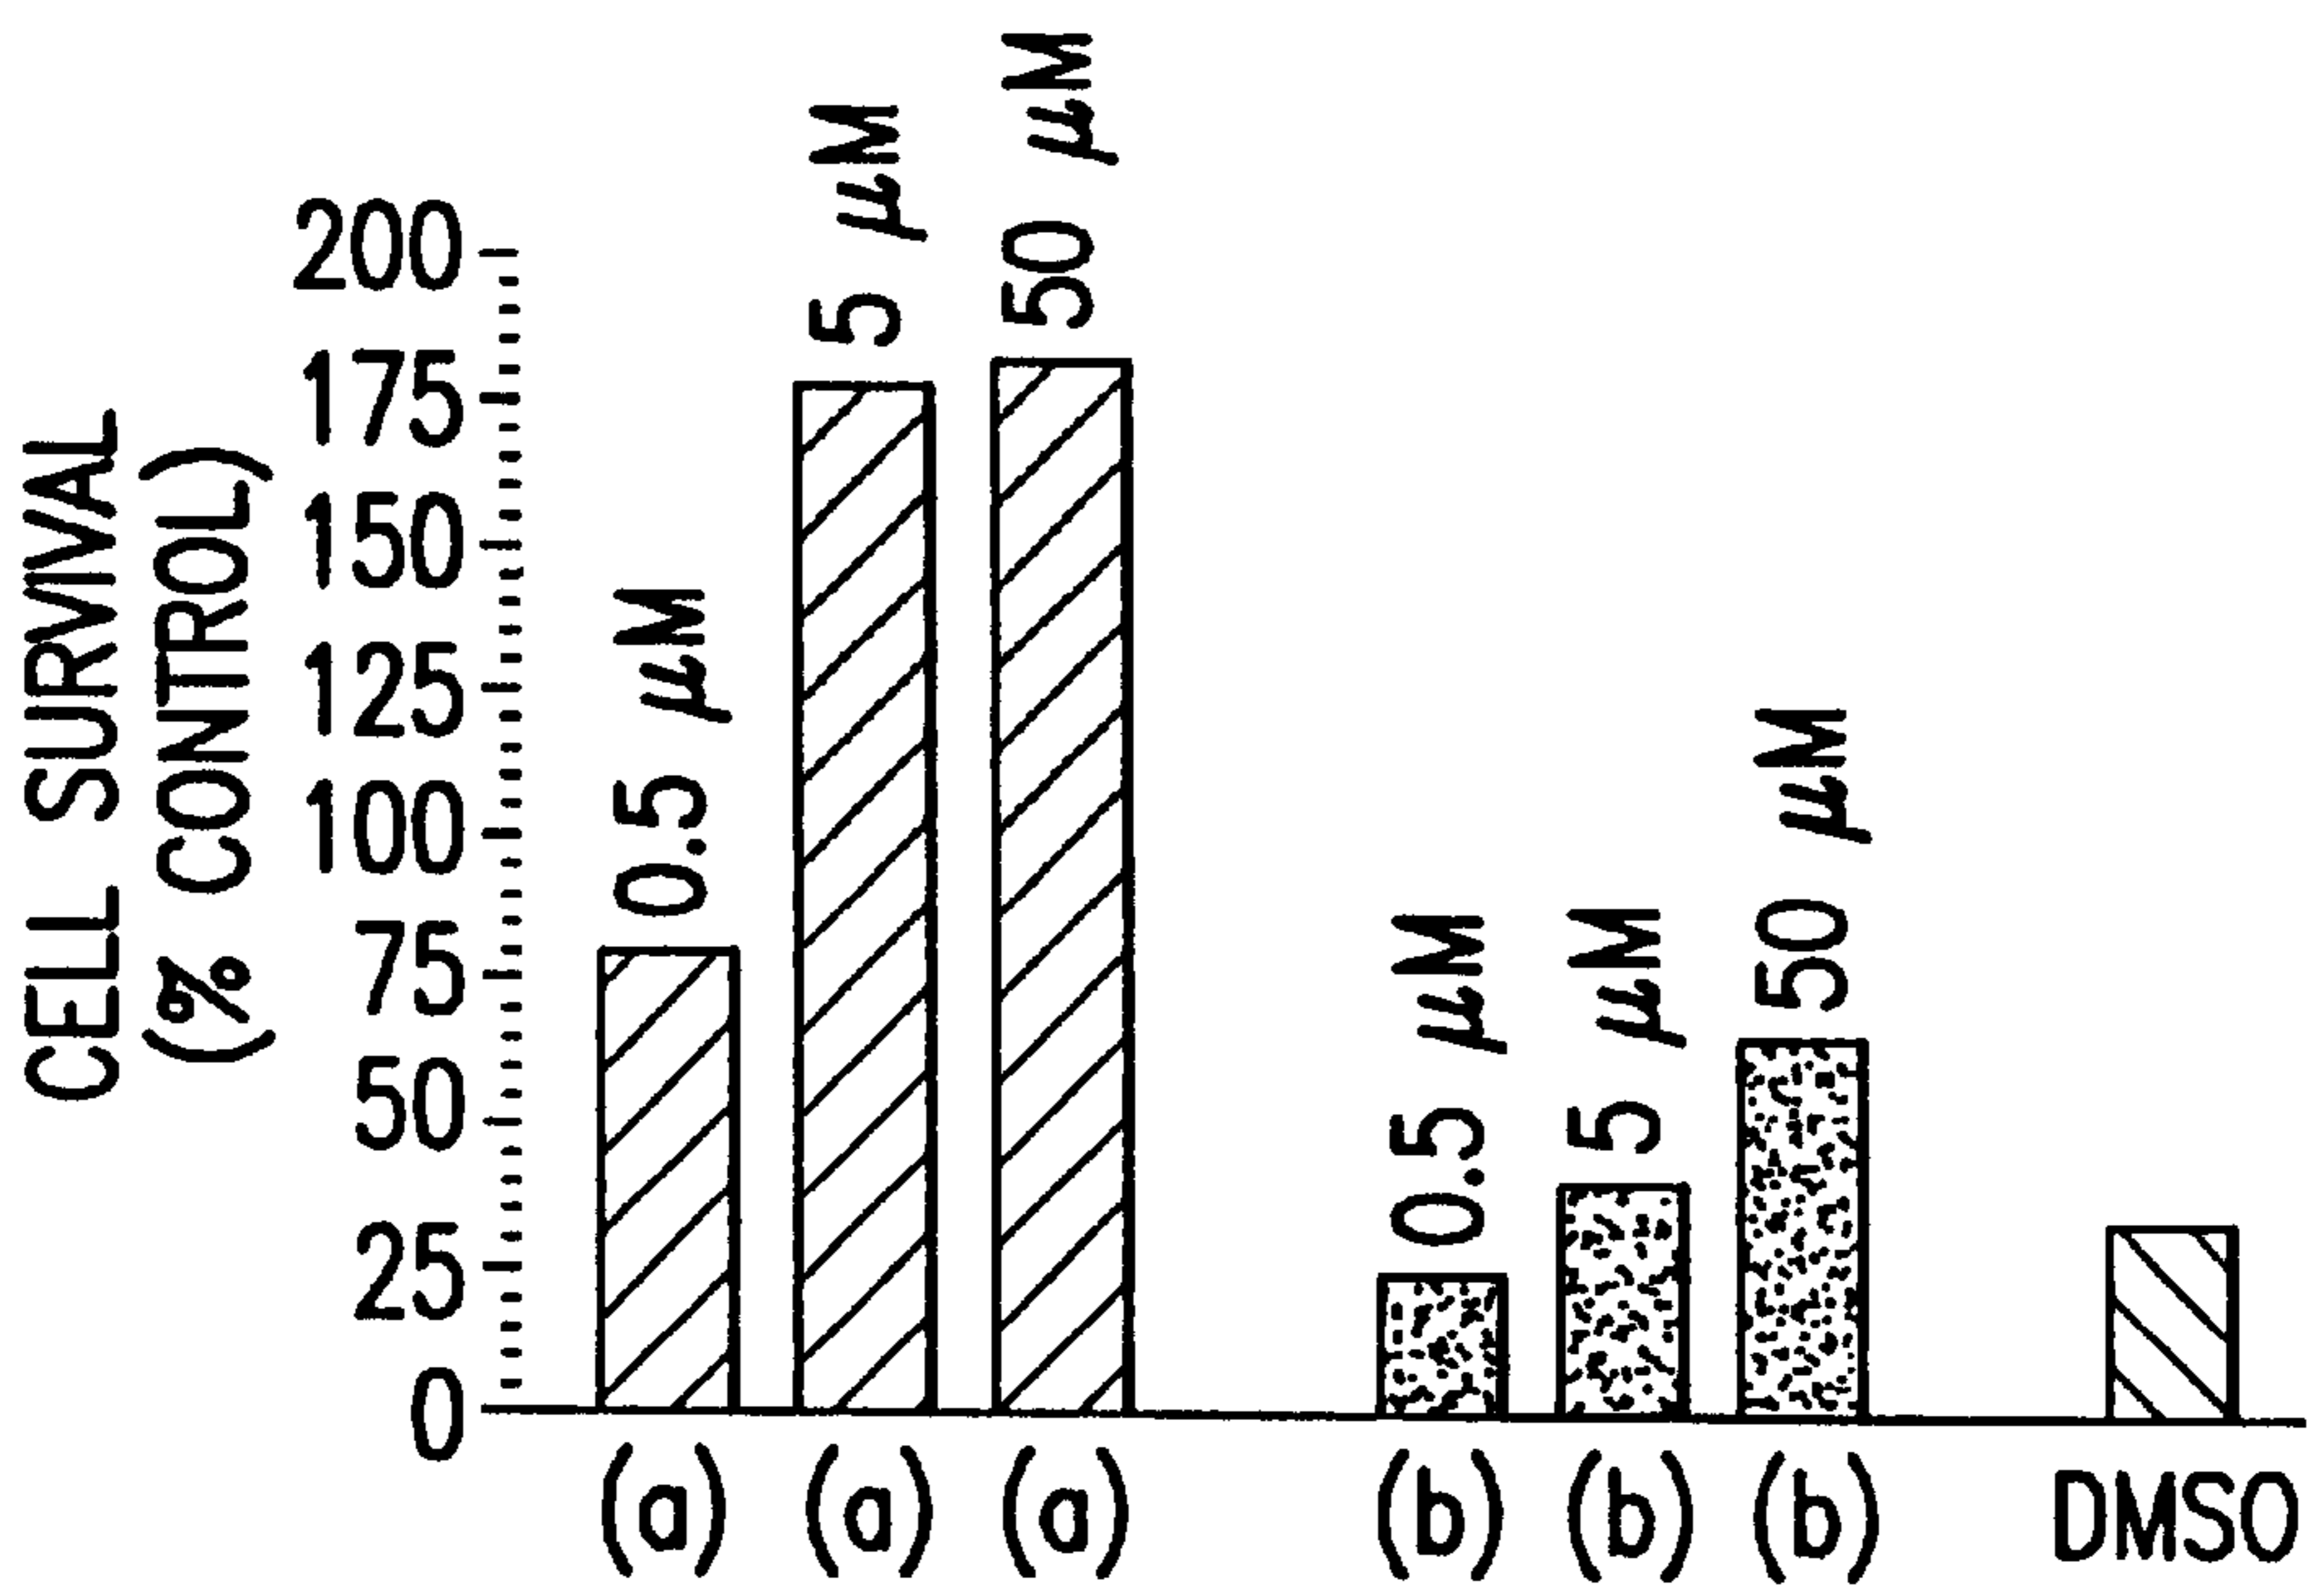 CELL SURVIVAL
(% CONTROL)
200
175
150
125
100
75
50
25
0
0.5 µM
5 µM
50 µM
0.5 µM
5 µM
50 µM
(a)
(a)
(a)
(b)
(b)
(b)
DMSO